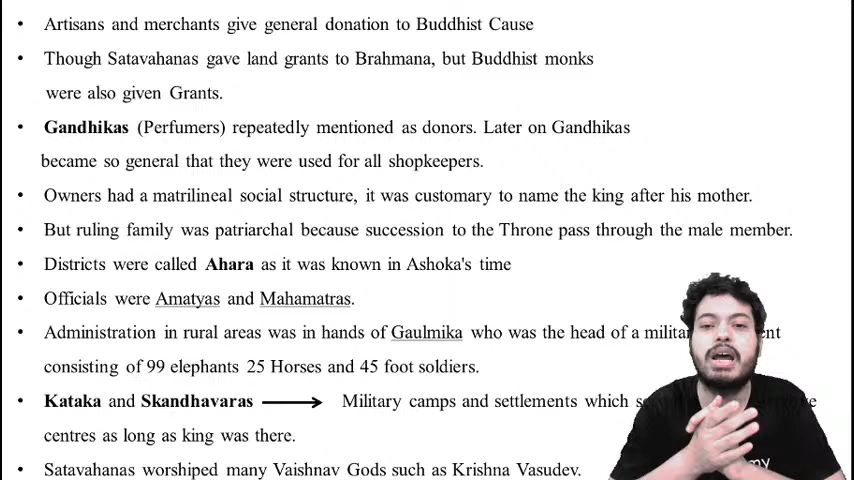 • Artisans and merchants give general donation to Buddhist Cause
• Though Satavahanas gave land grants to Brahmana, but Buddhist monks
were also given Grants.
• Gandhikas (Perfumers) repeatedly mentioned as donors. Later on Gandhikas
became so general that they were used for all shopkeepers.
• Owners had a matrilineal social structure, it was customary to name the king after his mother.
• But ruling family was patriarchal because succession to the Throne pass through the male member.
• Districts were called Ahara as it was known in Ashoka's time
• Officials were Amatyas and Mahamatras.
• Administration in rural areas was in hands of Gaulmika who was the head of a
consisting of 99 elephants 25 Horses and 45 foot soldiers.
• Kataka and Skandhavaras → Military camps and settlements which
centres as long as king was there.
• Satavahanas worshiped many Vaishnav Gods such as Krishna Vasudev.